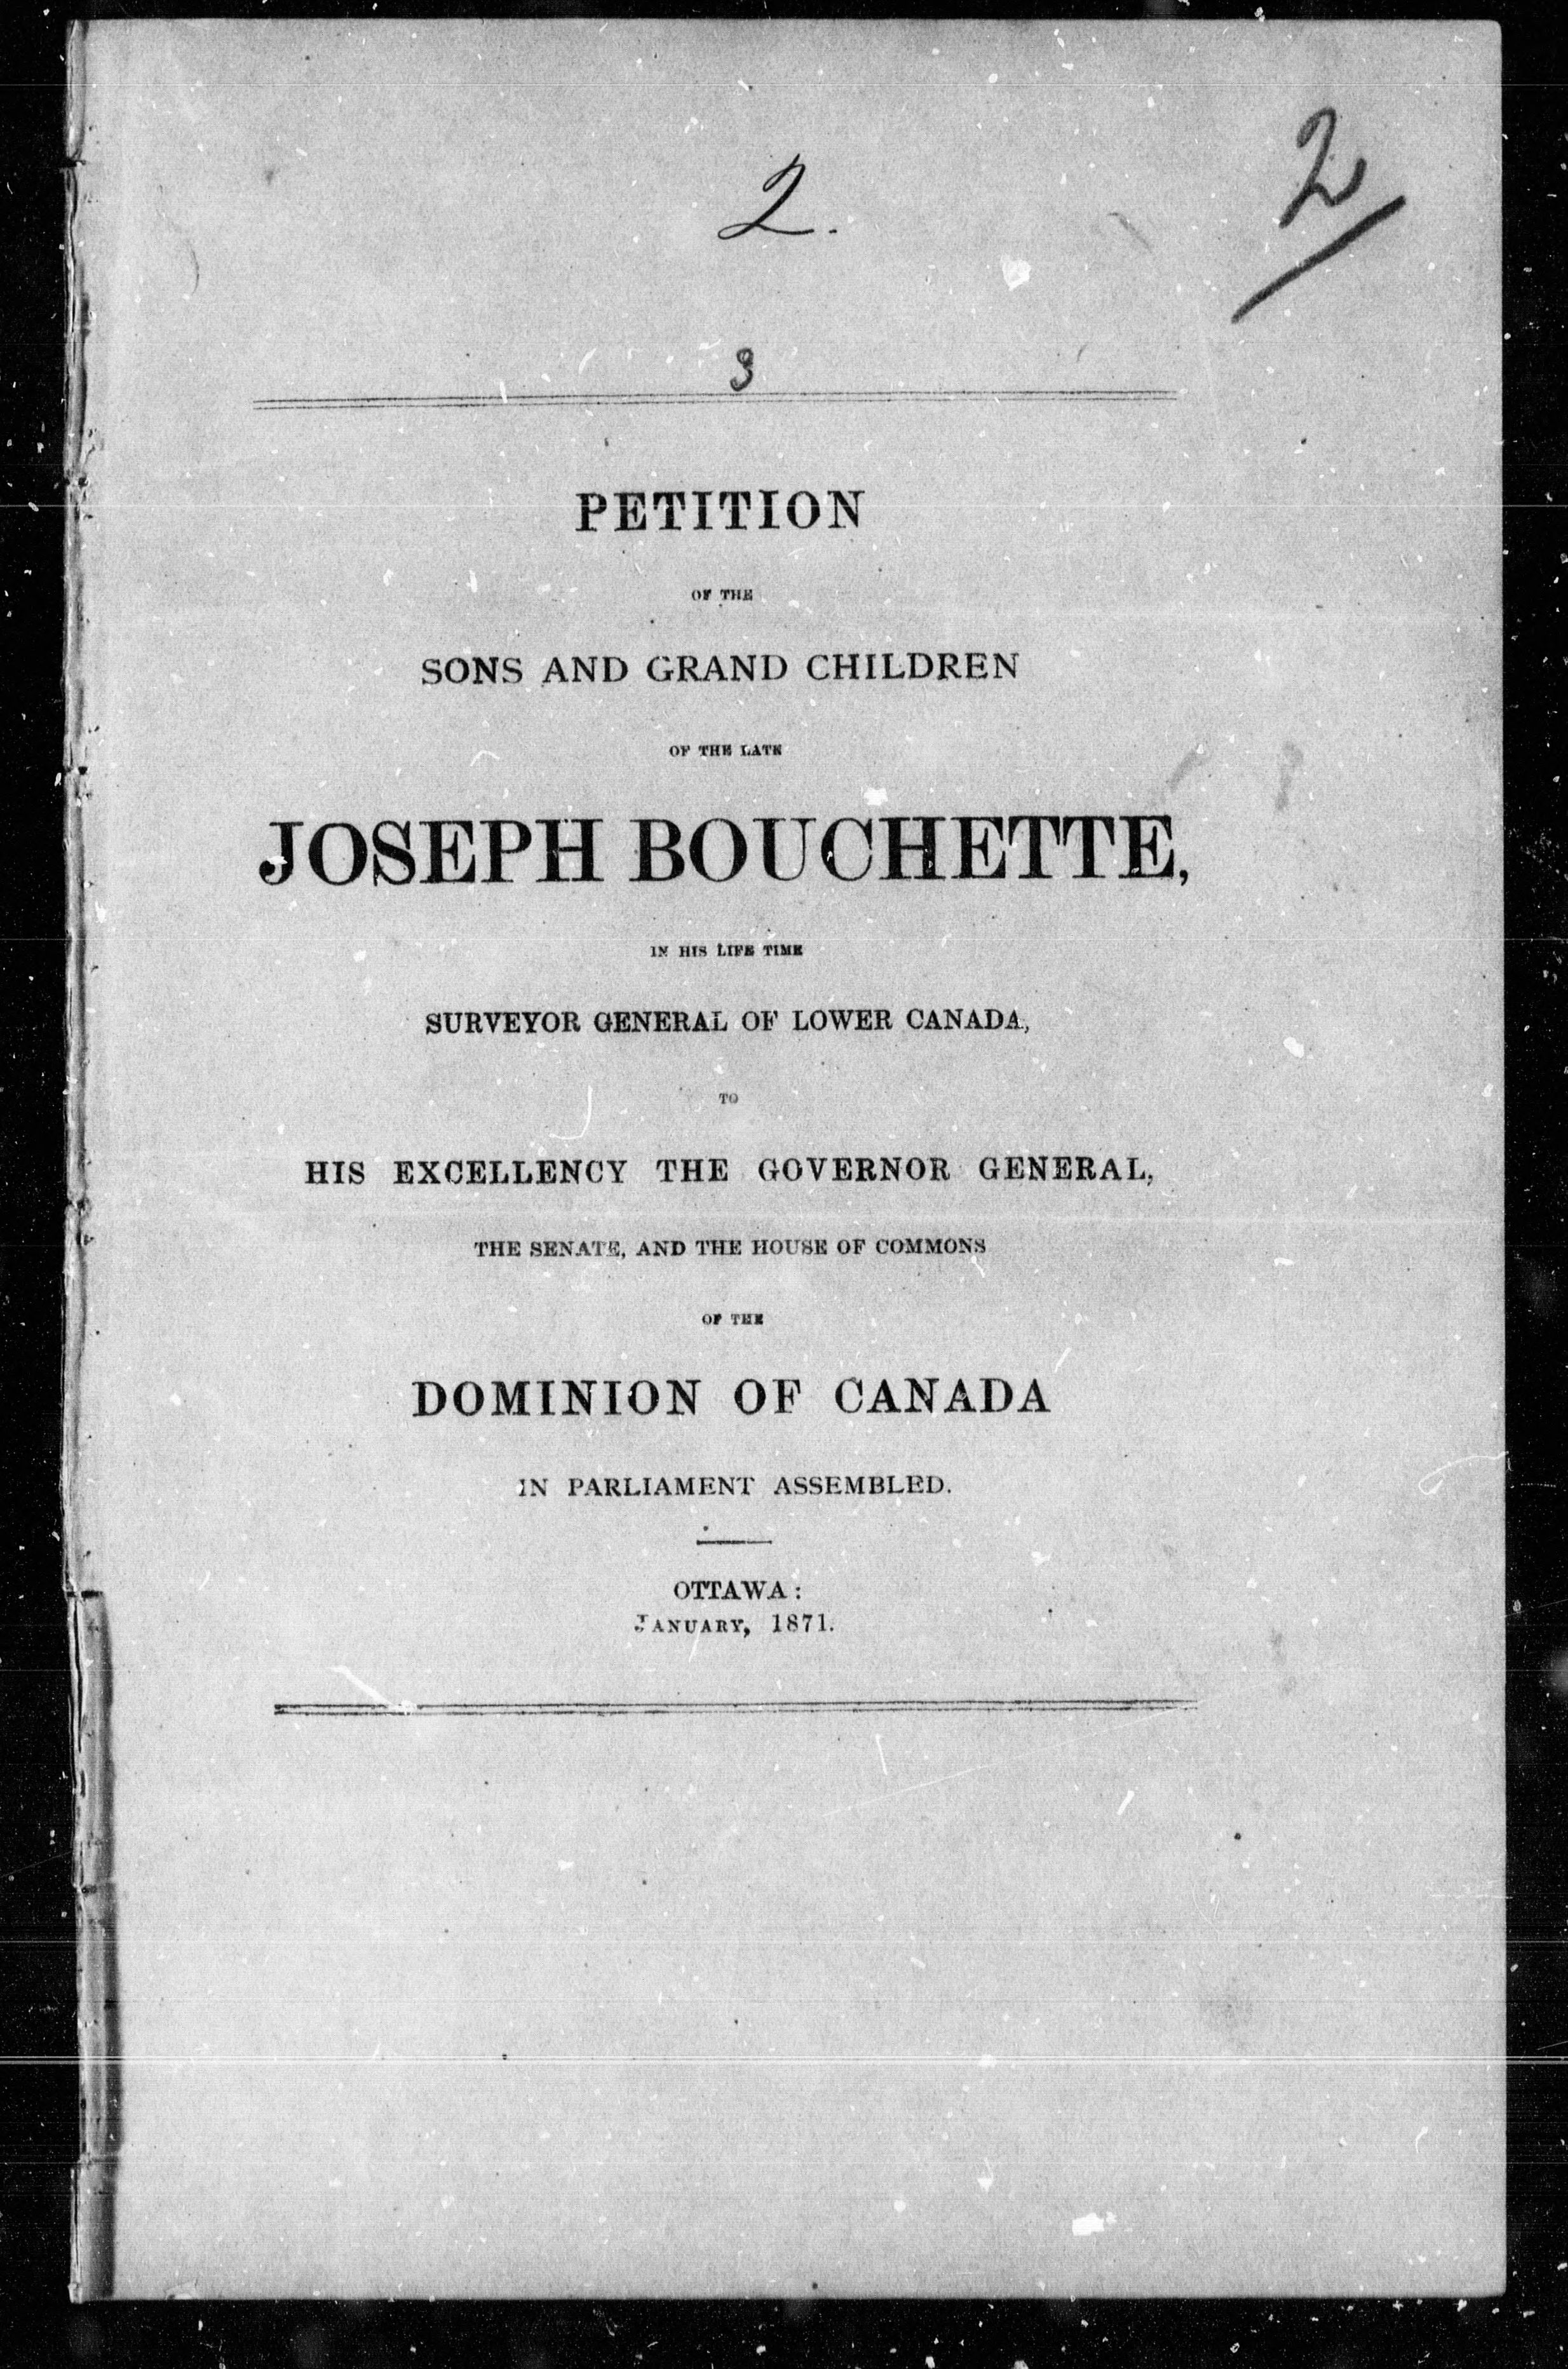 2
2.
3
PETITION
OF THE
SONS AND GRAND CHILDREN
OF THE LATE
JOSEPH BOUCHETTE,
IN HIS LIFE TIME
SURVEYOR GENERAL OF LOWER CANADA,
TO
HIS EXCELLENCY THE GOVERNOR GENERAL,
THE SENATE, AND THE HOUSE OF COMMONS
OF THE
DOMINION OF CANADA
IN PARLIAMENT ASSEMBLED.
OTTAWA:
JANUARY, 1871.